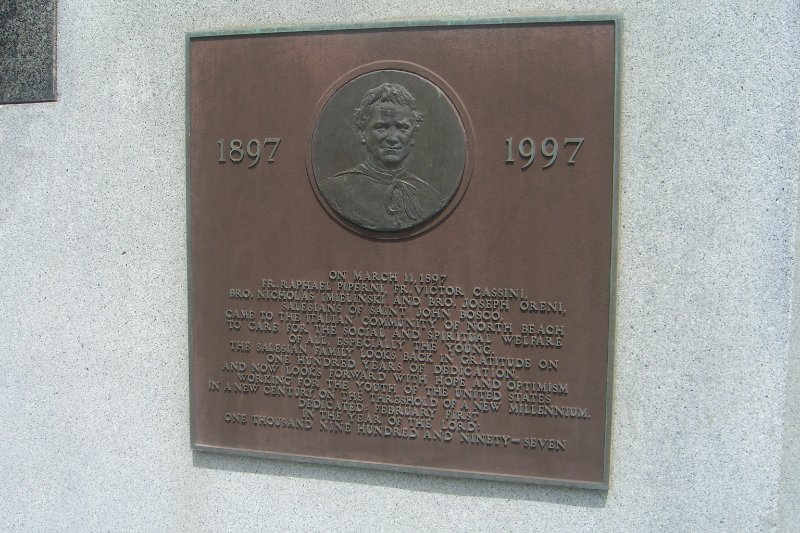 1897
1997
ON MARCH 11, 1897
FR. RAPHAEL PIPERNI, FR. VICTOR CASSINI,
BRO. NICHOLAS IMIELINSKI AND BRO. JOSEPH ORENI,
SALESIANS OF SAINT JOHN BOSCO,
CAME TO THE ITALIAN COMMUNITY OF NORTH BEACH
TO CARE FOR THE SOCIAL AND SPIRITUAL WELFARE
OF ALL, ESPECIALLY THE YOUNG.
THE SALESIAN FAMILY LOOKS BACK IN GRATITUDE ON
ONE HUNDRED YEARS OF DEDICATION,
AND NOW LOOKS FORWARD WITH HOPE AND OPTIMISM
WORKING FOR THE YOUTH OF THE UNITED STATES
IN A NEW CENTURY, ON THE THRESHOLD OF A NEW MILLENNIUM.
DEDICATED, FEBRUARY FIRST,
IN THE YEAR OF THE LORD:
ONE THOUSAND NINE HUNDRED AND NINETY-SEVEN